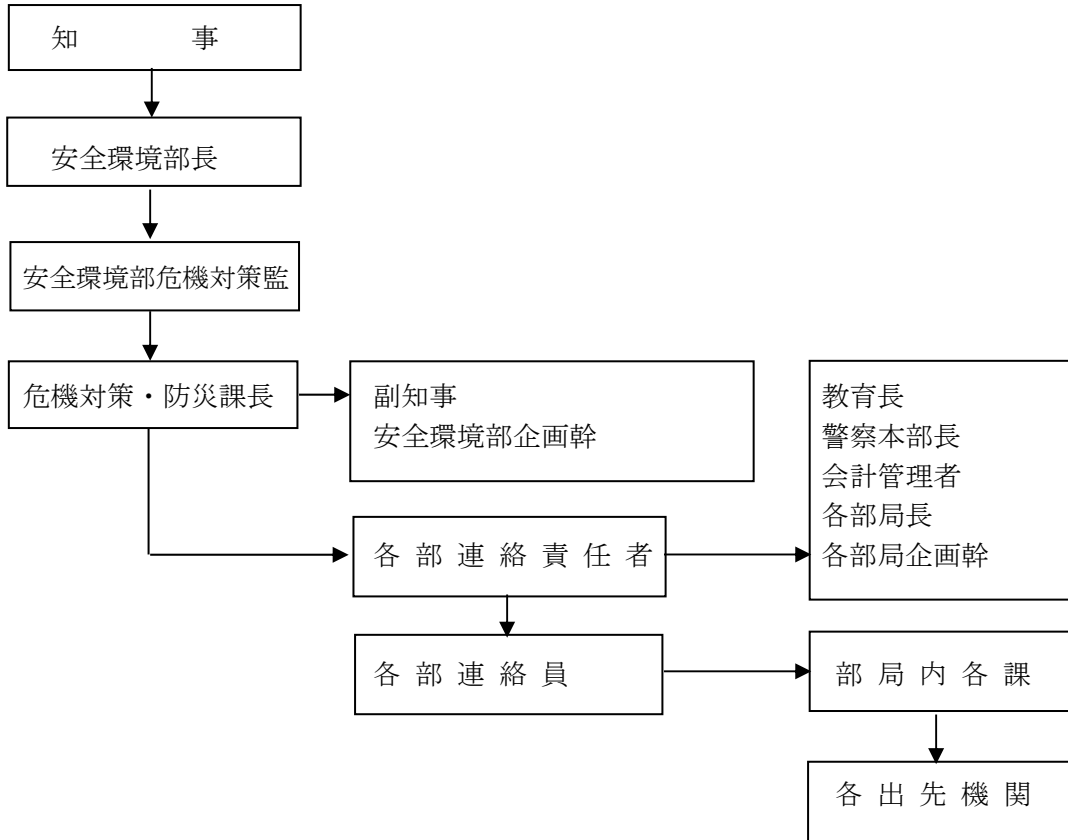 知 事
安全環境部長
安全環境部危機対策監
危機対策・防災課長
副知事
安全環境部企画幹
教育長
警察本部長
会計管理者
各部局長
各部局企画幹
各 部 連 絡 責 任 者
各 部 連 絡 員
部 局 内 各 課
各 出 先 機 関